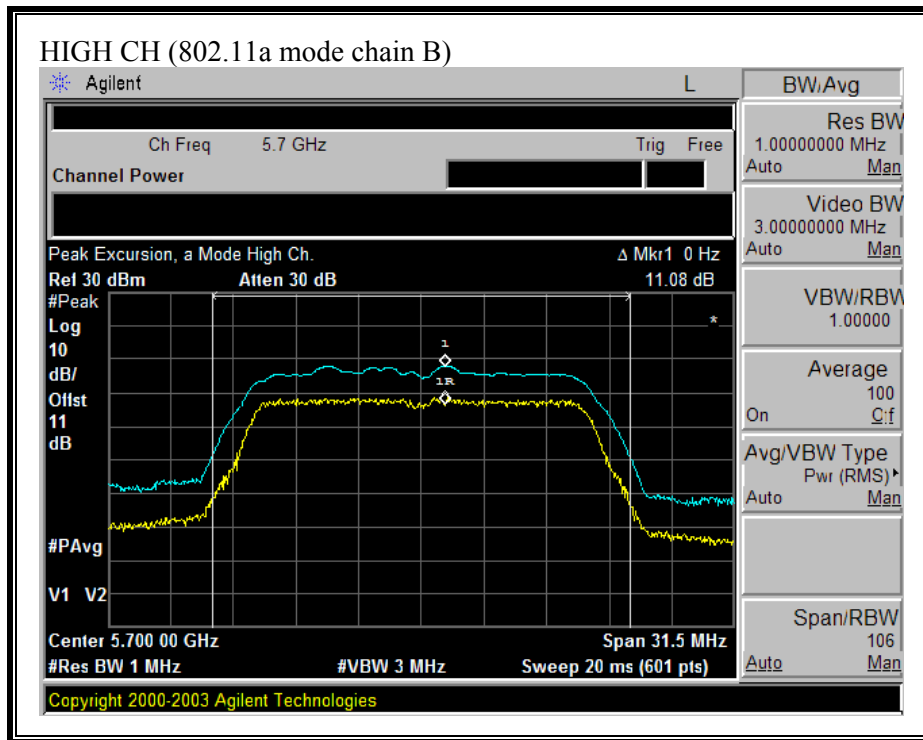 HIGH CH (802.11a mode chain B)
Agilent L
Ch Freq 5.7 GHz Trig Free
Channel Power
Peak Excursion, a Mode High Ch. Δ Mkr1 0 Hz
Ref 30 dBm Atten 30 dB 11.08 dB
#Peak
Log
10
dB/
Offst
11
dB
*
1
1R
#PAvg
V1 V2
Center 5.700 00 GHz Span 31.5 MHz
#Res BW 1 MHz #VBW 3 MHz Sweep 20 ms (601 pts)
Copyright 2000-2003 Agilent Technologies
BW/Avg
Res BW
1.00000000 MHz
Auto Man
Video BW
3.00000000 MHz
Auto Man
VBW/RBW
1.00000
Average
100
On
Avg/VBW Type
Pwr (RMS)
Auto Man
Span/RBW
106
Auto Man